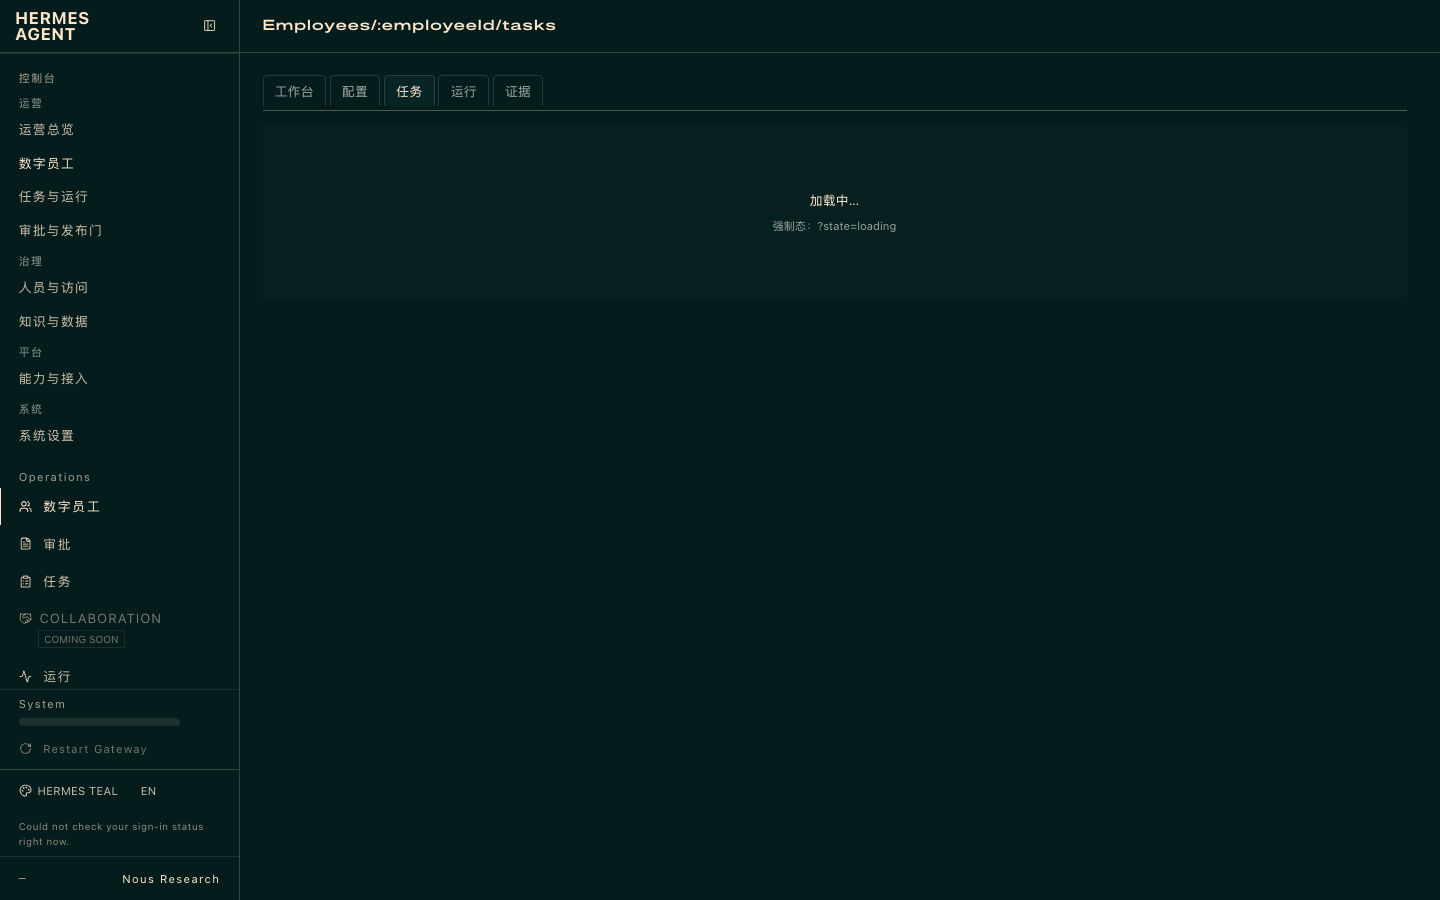 HERMES
AGENT
Employees/:employeeId/tasks
控制台
运营
运营总览
数字员工
任务与运行
审批与发布门
治理
人员与访问
知识与数据
平台
能力与接入
系统
系统设置
Operations
数字员工
审批
任务
COLLABORATION
COMING SOON
运行
System
Restart Gateway
HERMES TEAL EN
Could not check your sign-in status
right now.
— Nous Research
工作台 配置 任务 运行 证据
加载中...
强制态：?state=loading